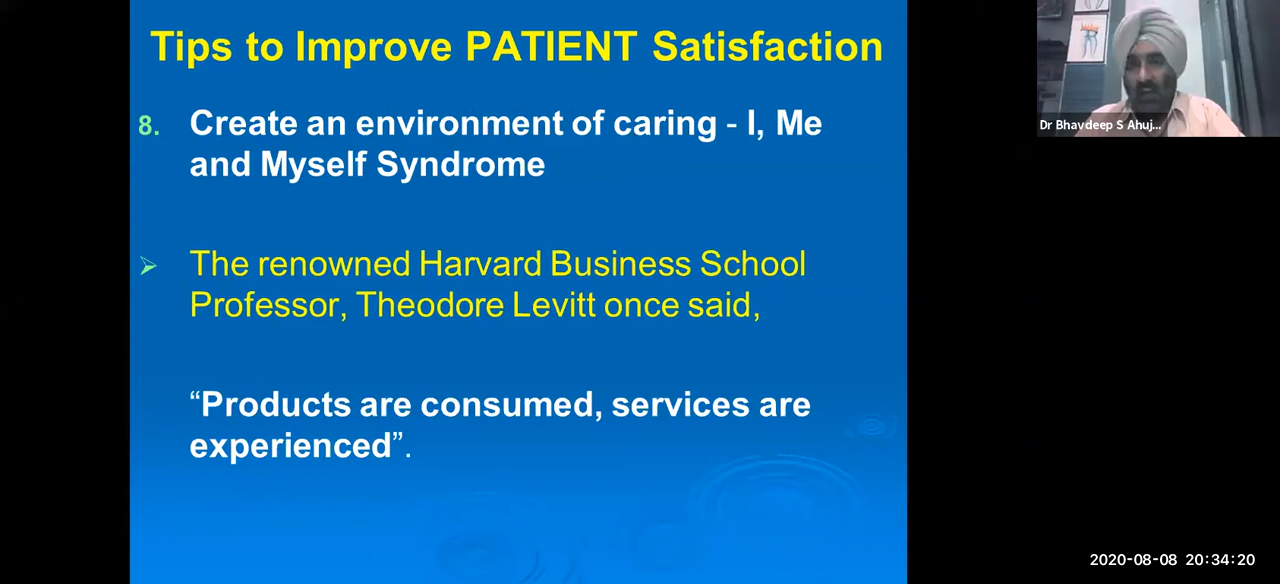 Tips to Improve PATIENT Satisfaction
8. Create an environment of caring - I, Me
and Myself Syndrome
The renowned Harvard Business School
Professor, Theodore Levitt once said,
“Products are consumed, services are
experienced”.
Dr Bhavdeep S Ahuj...
2020-08-08 20:34:20